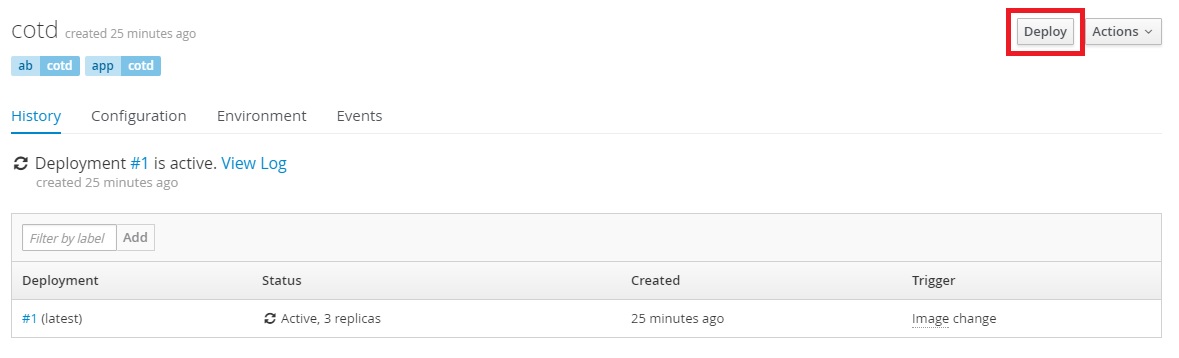 cotd created 25 minutes ago
Deploy Actions
ab cotd app cotd
History Configuration Environment Events
Deployment #1 is active. View Log
created 25 minutes ago
Filter by label Add
Deployment Status Created Trigger
#1 (latest) Active, 3 replicas 25 minutes ago Image change